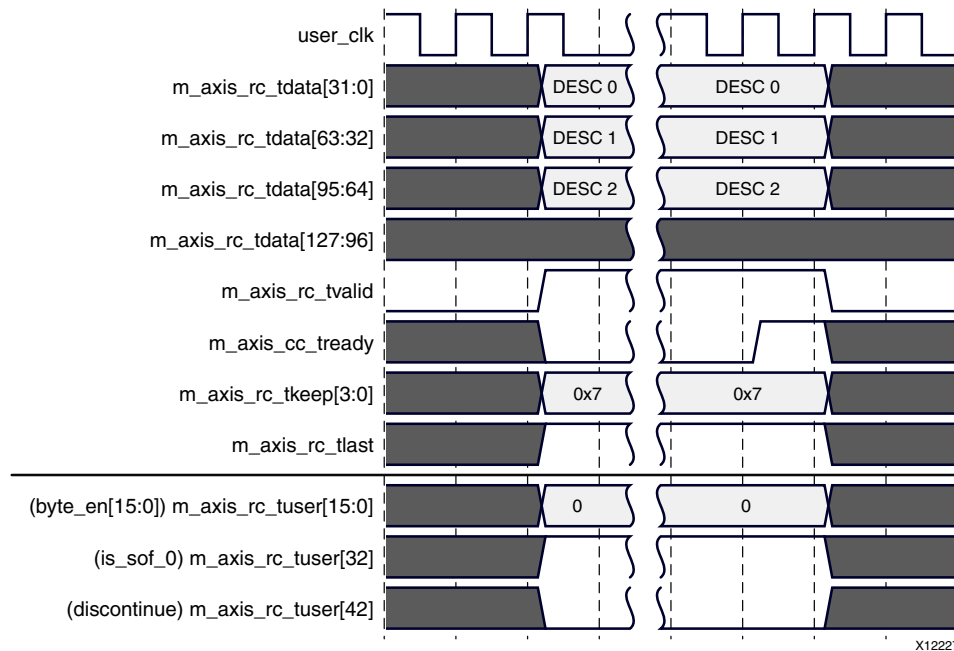 user_clk
m_axis_rc_tdata[31:0] DESC 0 DESC 0
m_axis_rc_tdata[63:32] DESC 1 DESC 1
m_axis_rc_tdata[95:64] DESC 2 DESC 2
m_axis_rc_tdata[127:96]
m_axis_rc_tvalid
m_axis_cc_tready
m_axis_rc_tkeep[3:0] 0x7 0x7
m_axis_rc_tlast
(byte_en[15:0]) m_axis_rc_tuser[15:0] 0 0
(is_sof_0) m_axis_rc_tuser[32]
(discontinue) m_axis_rc_tuser[42]